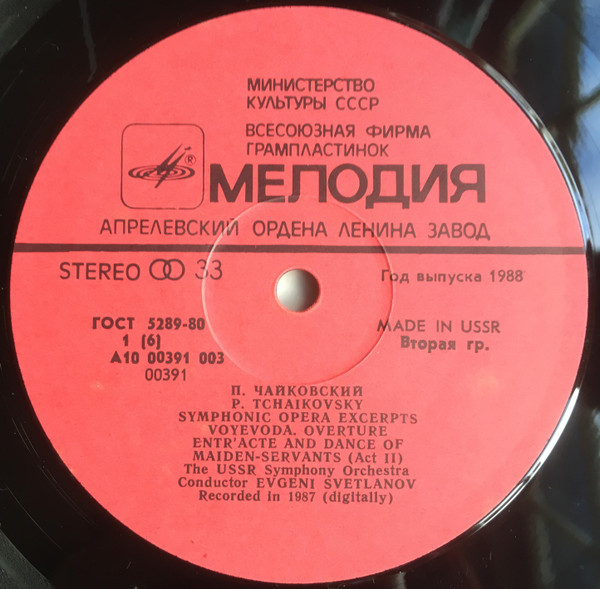 МИНИСТЕРСТВО
КУЛЬТУРЫ СССР
ВСЕСОЮЗНАЯ ФИРМА
ГРАМПЛАСТИНОК
®
МЕЛОДИЯ
АПРЕЛЕВСКИЙ ОРДЕНА ЛЕНИНА ЗАВОД
STEREO 33
Год выпуска 1988
ГОСТ 5289-80
1 (6)
А10 00391 003
00391
MADE IN USSR
Вторая гр.
П. ЧАЙКОВСКИЙ
P. TCHAIKOVSKY
SYMPHONIC OPERA EXCERPTS
VOYEVODA. OVERTURE
ENTR'ACTE AND DANCE OF
MAIDEN-SERVANTS (Act II)
The USSR Symphony Orchestra
Conductor EVGENI SVETLANOV
Recorded in 1987 (digitally)